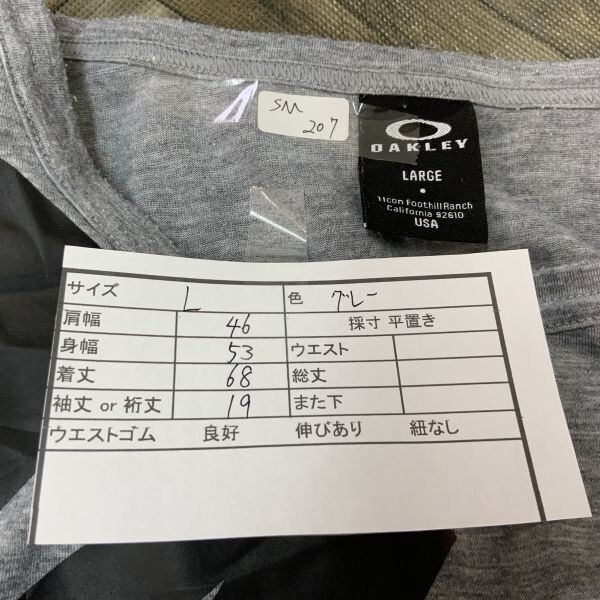 SM
207
OAKLEY
LARGE
1 Icon Foothill Ranch
California 92610
USA
サイズ L 色 グレー
肩幅 46 採寸 平置き
身幅 53 ウエスト
着丈 68 総丈
袖丈 or 裄丈 19 また下
ウエストゴム 良好 伸びあり 紐なし